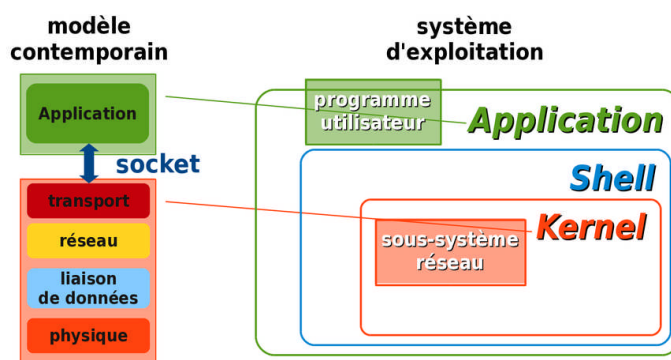 modèle
contemporain
Application
socket
transport
réseau
liaison
de données
physique
système
d'exploitation
programme
utilisateur
Application
Shell
Kernel
sous-système
réseau